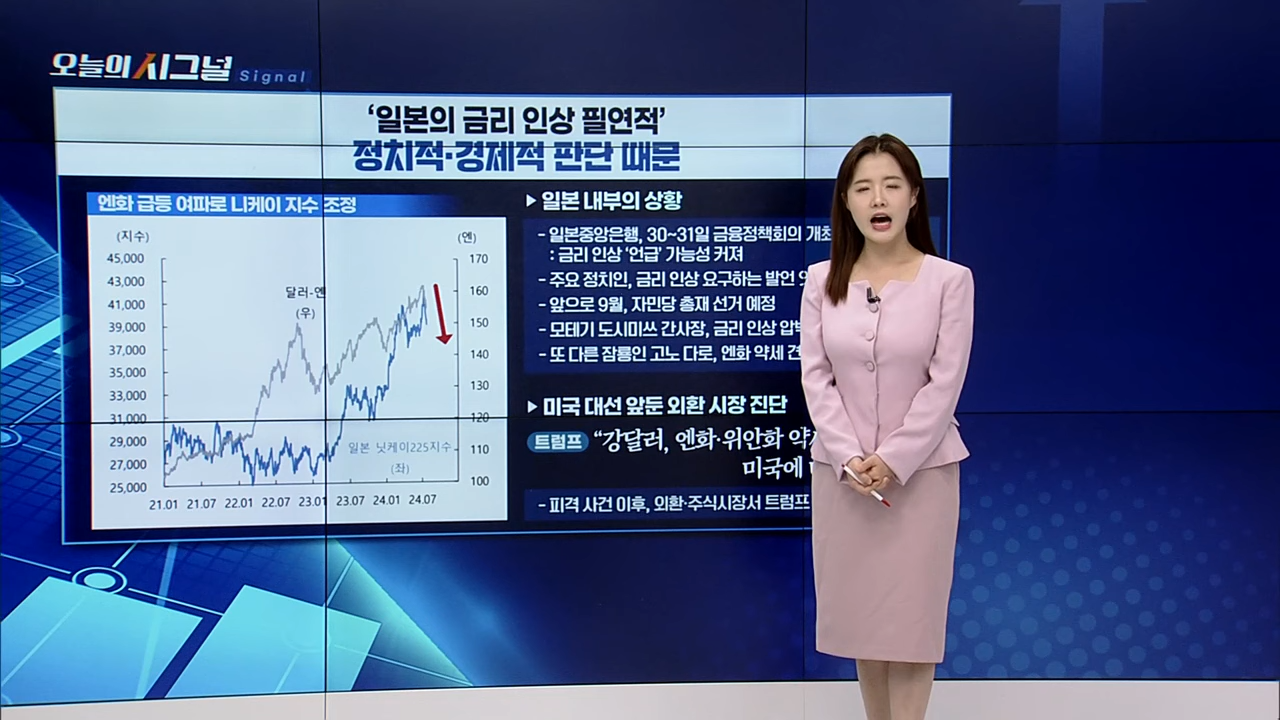 오늘의 시그널 Signal
‘일본의 금리 인상 필연적’
정치적·경제적 판단 때문
엔화 급등 여파로 니케이 지수 조정
(지수)
(엔)
45,000
43,000
41,000
39,000
37,000
35,000
33,000
31,000
29,000
27,000
25,000
170
160
150
140
130
120
110
100
달러-엔
(우)
일본 닛케이225지수
(좌)
21.01 21.07 22.01 22.07 23.01 23.07 24.01 24.07
▶ 일본 내부의 상황
- 일본중앙은행, 30~31일 금융정책회의 개최
: 금리 인상 ‘언급’ 가능성 커져
- 주요 정치인, 금리 인상 요구하는 발언
- 앞으로 9월, 자민당 총재 선거 예정
- 모테기 도시미쓰 간사장, 금리 인상
- 또 다른 잠룡인 고노 다로, 엔화 약세
▶ 미국 대선 앞둔 외환 시장 진단
트럼프 “강달러, 엔화·위안화
미국에
- 피격 사건 이후, 외환·주식시장서 트럼프